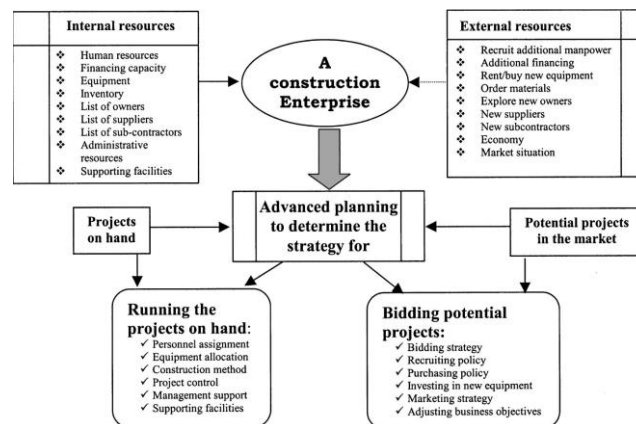 Internal resources
❖ Human resources
❖ Financing capacity
❖ Equipment
❖ Inventory
❖ List of owners
❖ List of suppliers
❖ List of sub-contractors
❖ Administrative
resources
❖ Supporting facilities
A
construction
Enterprise
External resources
❖ Recruit additional manpower
❖ Additional financing
❖ Rent/buy new equipment
❖ Order materials
❖ Explore new owners
❖ New suppliers
❖ New subcontractors
❖ Economy
❖ Market situation
Projects
on hand
Advanced planning
to determine the
strategy for
Potential projects
in the market
Running the
projects on hand:
✓ Personnel assignment
✓ Equipment allocation
✓ Construction method
✓ Project control
✓ Management support
✓ Supporting facilities
Bidding potential
projects:
✓ Bidding strategy
✓ Recruiting policy
✓ Purchasing policy
✓ Investing in new equipment
✓ Marketing strategy
✓ Adjusting business objectives